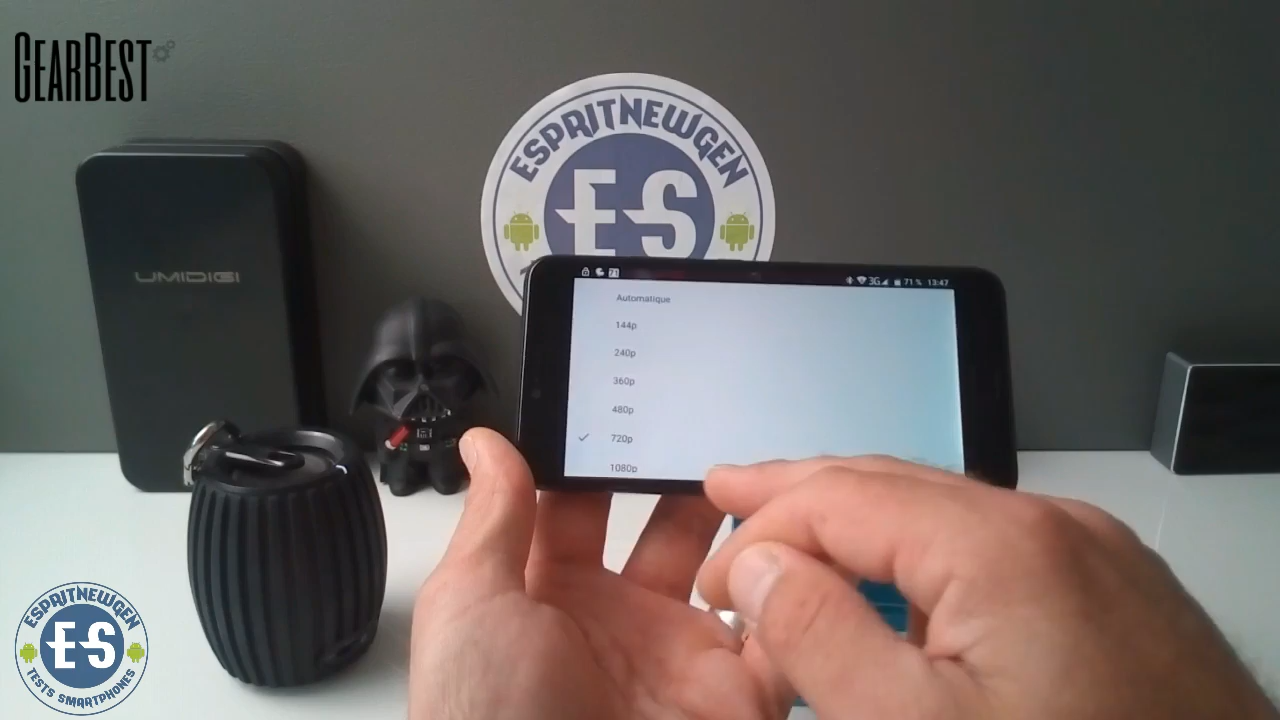 GEARBEST
ESPRITNEWGEN
ES
UMIDIGI
71
3G 71 % 13:47
Automatique
144p
240p
360p
480p
720p
1080p
ESPRITNEWGEN
ES
TESTS SMARTPHONES